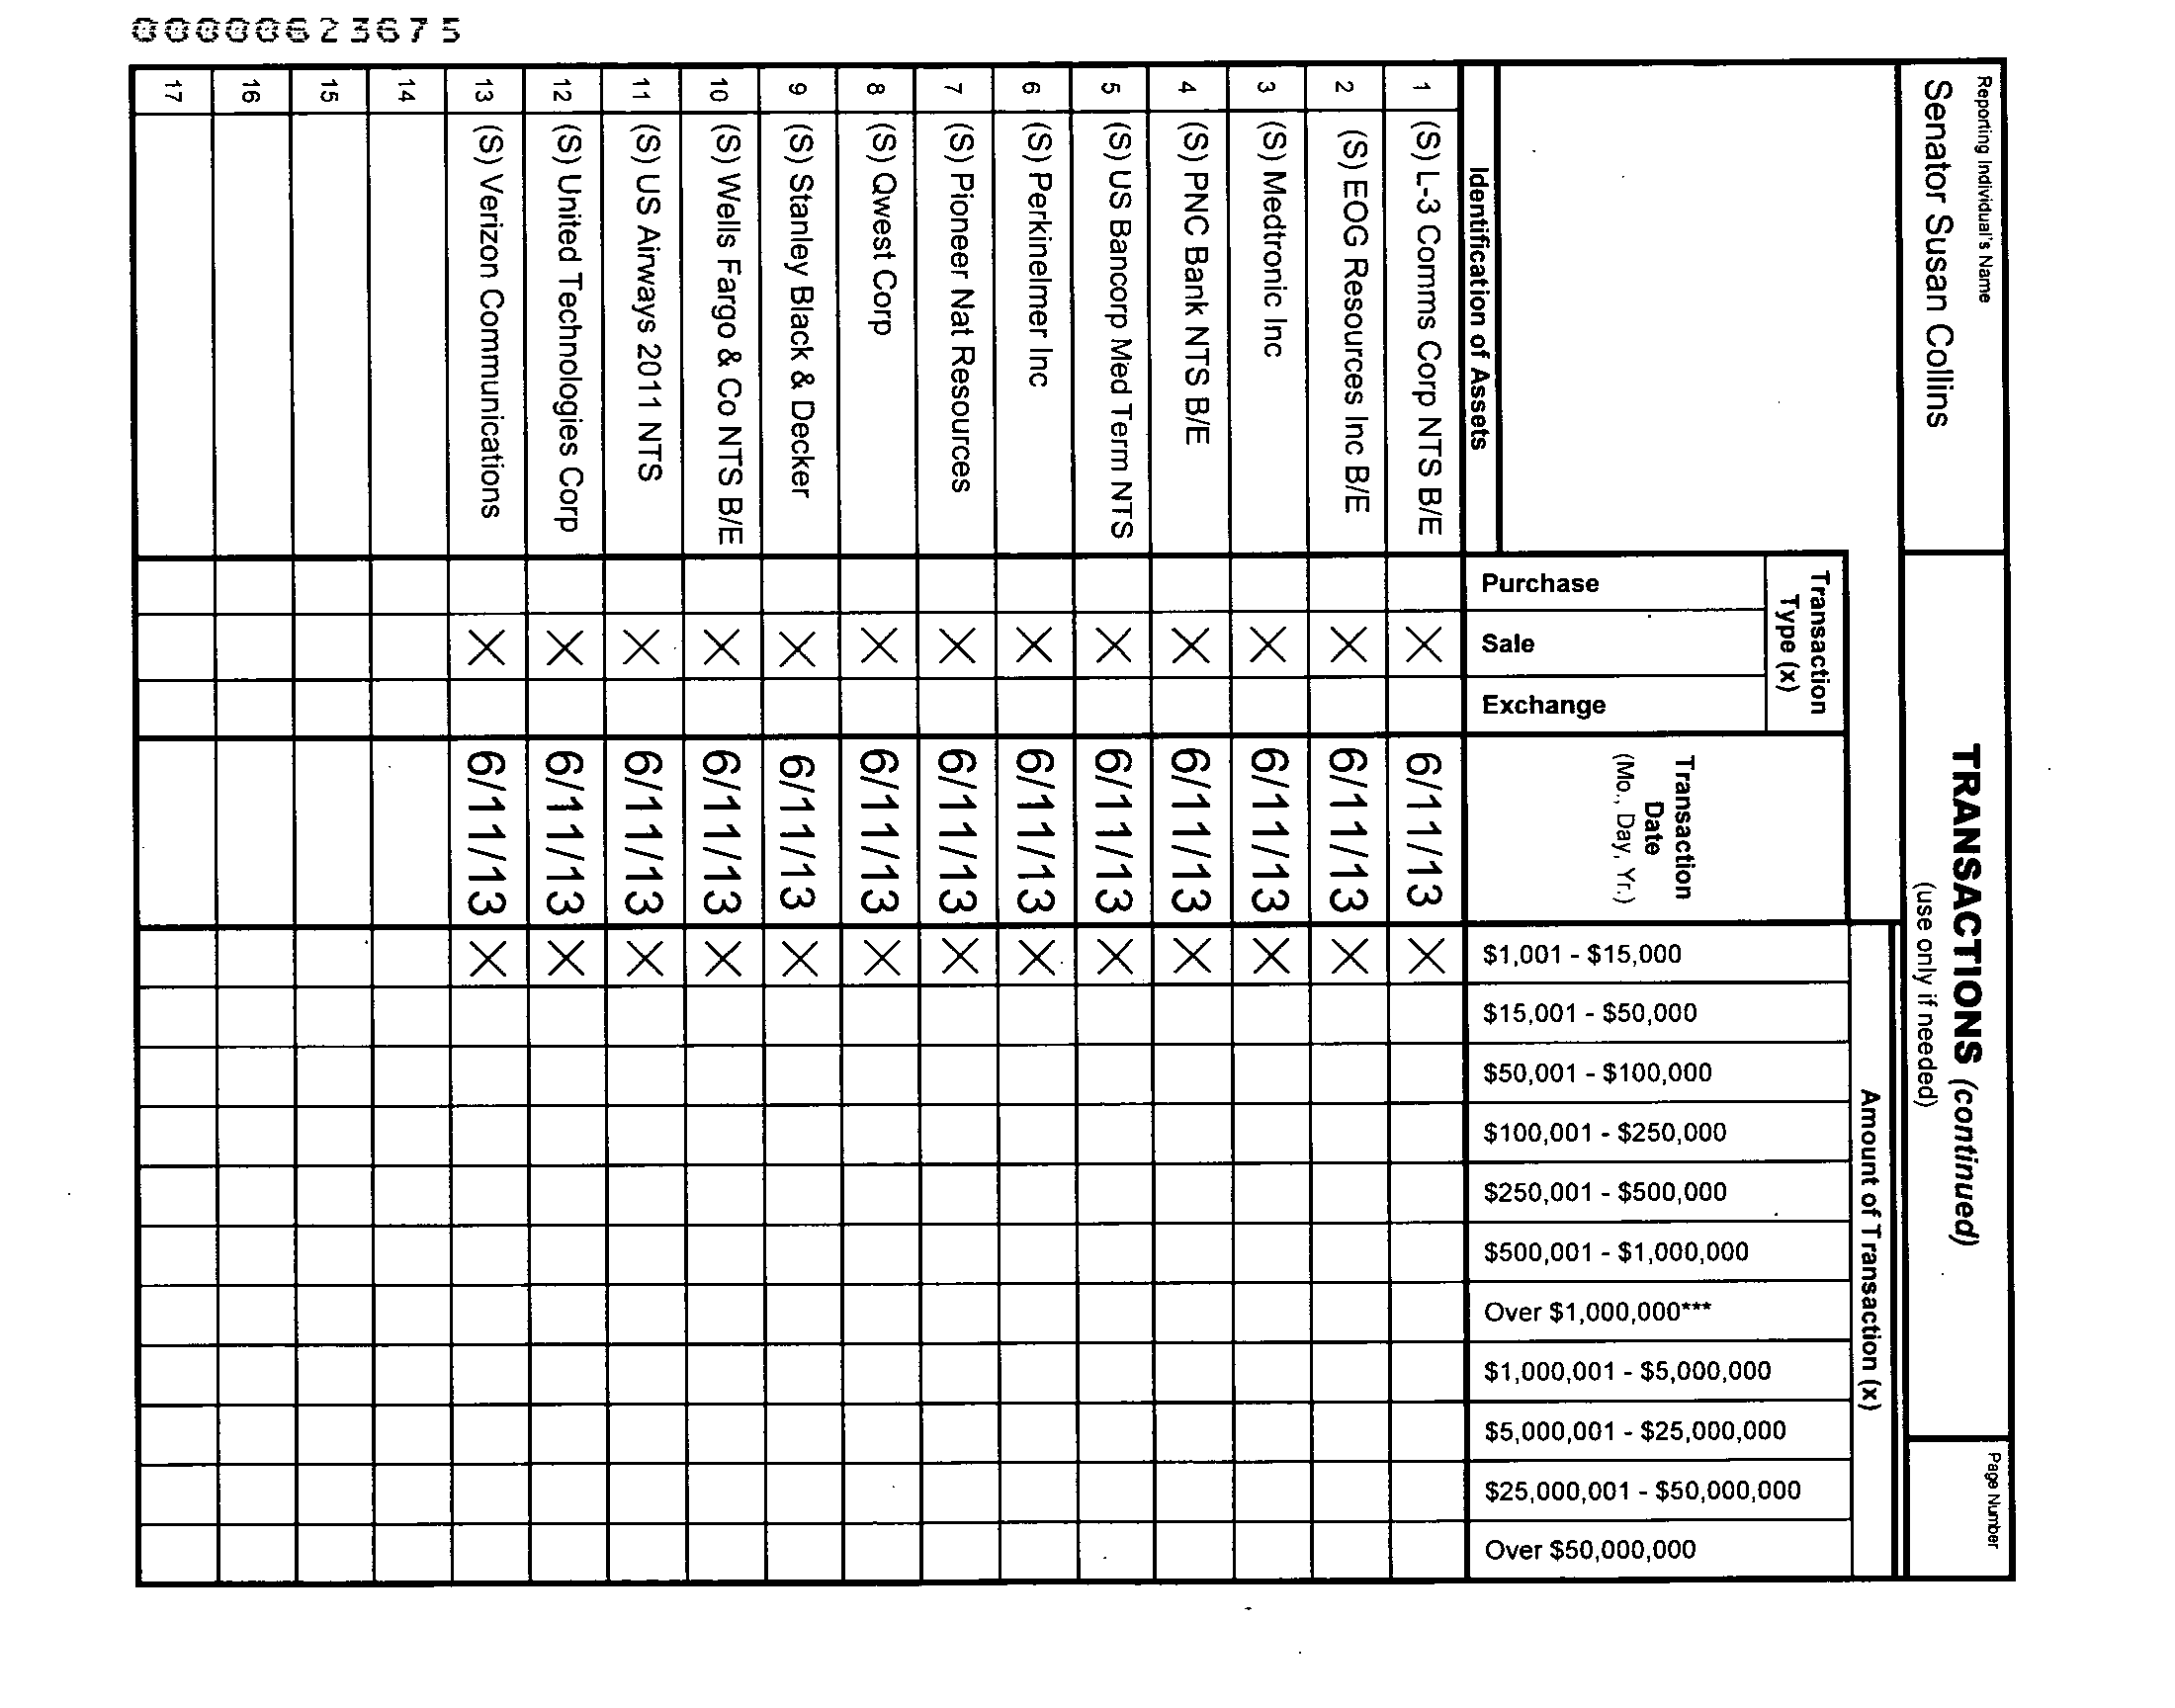 00000623675
Reporting Individual's Name
Senator Susan Collins
TRANSACTIONS (continued)
(use only if needed)
Page Number
Transaction
Type (x)
Amount of Transaction (x)
Identification of Assets
Purchase
Sale
Exchange
Transaction
Date
(Mo., Day, Yr.)
$1,001 - $15,000
$15,001 - $50,000
$50,001 - $100,000
$100,001 - $250,000
$250,001 - $500,000
$500,001 - $1,000,000
Over $1,000,000***
$1,000,001 - $5,000,000
$5,000,001 - $25,000,000
$25,000,001 - $50,000,000
Over $50,000,000
1 (S) L-3 Comms Corp NTS B/E X 6/11/13 X
2 (S) EOG Resources Inc B/E X 6/11/13 X
3 (S) Medtronic Inc X 6/11/13 X
4 (S) PNC Bank NTS B/E X 6/11/13 X
5 (S) US Bancorp Med Term NTS X 6/11/13 X
6 (S) Perkinelmer Inc X 6/11/13 X
7 (S) Pioneer Nat Resources X 6/11/13 X
8 (S) Qwest Corp X 6/11/13 X
9 (S) Stanley Black & Decker X 6/11/13 X
10 (S) Wells Fargo & Co NTS B/E X 6/11/13 X
11 (S) US Airways 2011 NTS X 6/11/13 X
12 (S) United Technologies Corp X 6/11/13 X
13 (S) Verizon Communications X 6/11/13 X
14
15
16
17